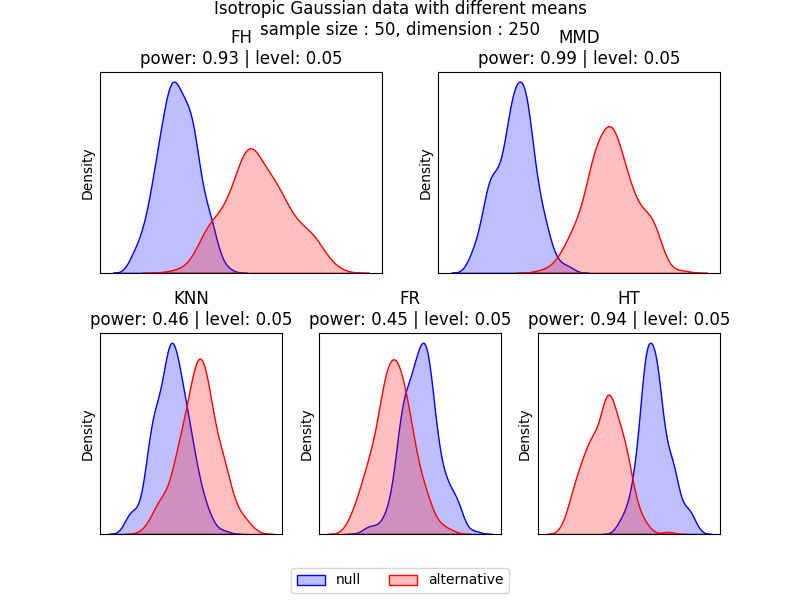 Isotropic Gaussian data with different means
sample size : 50, dimension : 250
FH
power: 0.93 | level: 0.05
MMD
power: 0.99 | level: 0.05
Density
Density
KNN
power: 0.46 | level: 0.05
FR
power: 0.45 | level: 0.05
HT
power: 0.94 | level: 0.05
Density
Density
Density
null
alternative